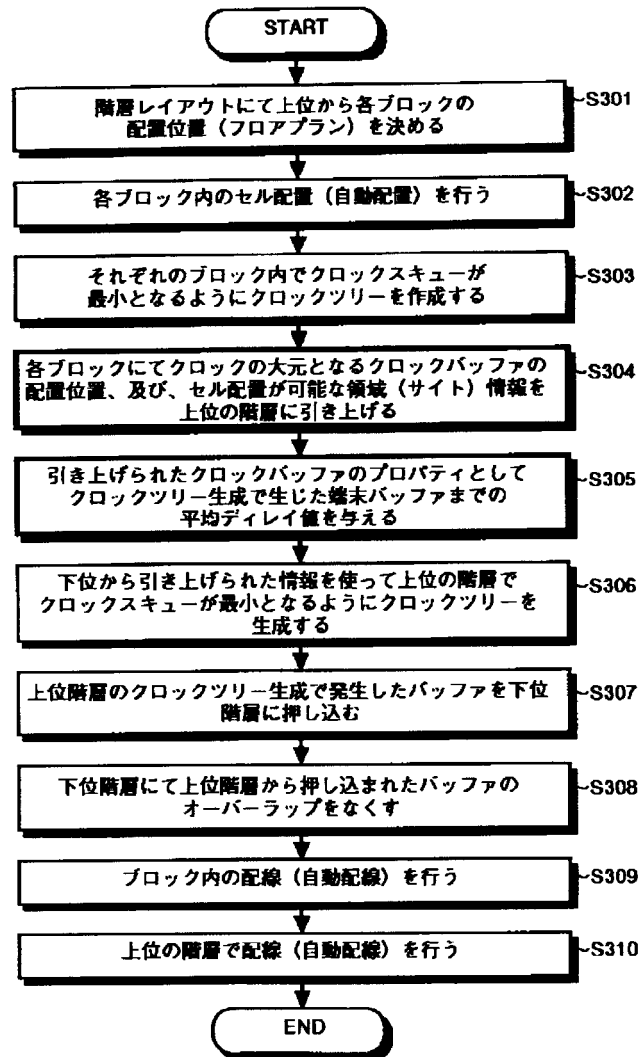 START
階層レイアウトにて上位から各ブロックの
配置位置（フロアプラン）を決める
S301
各ブロック内のセル配置（自動配置）を行う
S302
それぞれのブロック内でクロックスキューが
最小となるようにクロックツリーを作成する
S303
各ブロックにてクロックの大元となるクロックバッファの
配置位置、及び、セル配置が可能な領域（サイト）情報を
上位の階層に引き上げる
S304
引き上げられたクロックバッファのプロパティとして
クロックツリー生成で生じた端末バッファまでの
平均ディレイ値を与える
S305
下位から引き上げられた情報を使って上位の階層で
クロックスキューが最小となるようにクロックツリーを
生成する
S306
上位階層のクロックツリー生成で発生したバッファを下位
階層に押し込む
S307
下位階層にて上位階層から押し込まれたバッファの
オーバーラップをなくす
S308
ブロック内の配線（自動配線）を行う
S309
上位の階層で配線（自動配線）を行う
S310
END